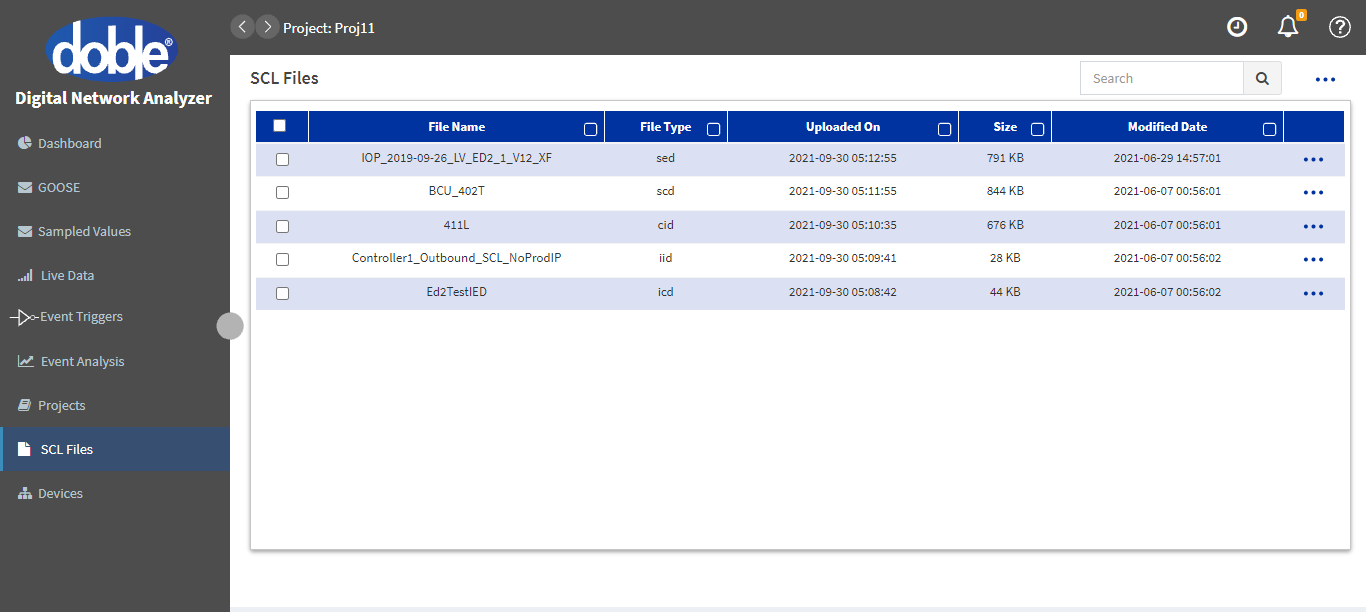 doble®
Digital Network Analyzer
Dashboard
GOOSE
Sampled Values
Live Data
Event Triggers
Event Analysis
Projects
SCL Files
Devices
Project: Proj11
0
SCL Files
Search
File Name File Type Uploaded On Size Modified Date
IOP_2019-09-26_LV_ED2_1_V12_XF sed 2021-09-30 05:12:55 791 KB 2021-06-29 14:57:01
BCU_402T scd 2021-09-30 05:11:55 844 KB 2021-06-07 00:56:01
411L cid 2021-09-30 05:10:35 676 KB 2021-06-07 00:56:01
Controller1_Outbound_SCL_NoProdIP iid 2021-09-30 05:09:41 28 KB 2021-06-07 00:56:02
Ed2TestIED icd 2021-09-30 05:08:42 44 KB 2021-06-07 00:56:02